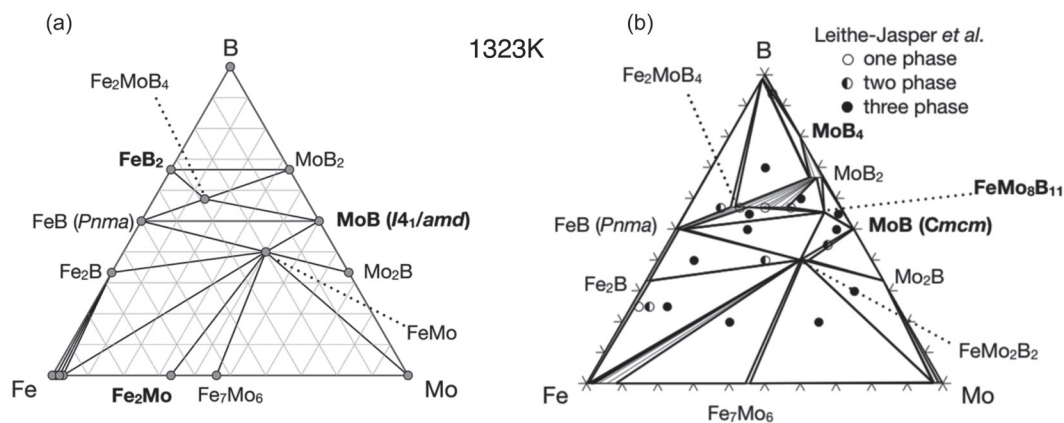 (a)
1323K
(b)
B
Fe₂MoB₄
FeB₂
MoB₂
FeB (Pnma)
MoB (I4₁/amd)
Fe₂B
Mo₂B
FeMo
Fe
Fe₂Mo
Fe₇Mo₆
Mo
Leithe-Jasper et al.
one phase
two phase
three phase
B
Fe₂MoB₄
MoB₄
MoB₂
FeMo₈B₁₁
FeB (Pnma)
MoB (Cmcm)
Fe₂B
Mo₂B
FeMo₂B₂
Fe
Fe₇Mo₆
Mo